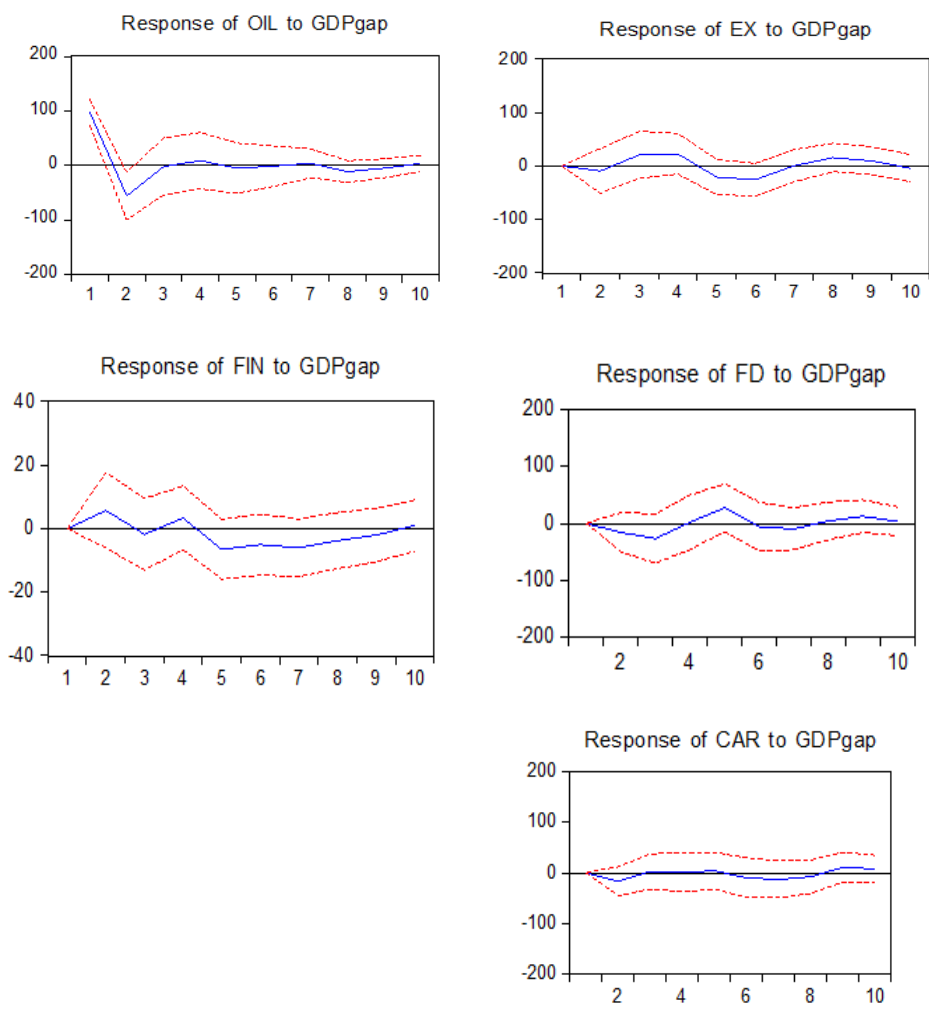 Response of OIL to GDPgap
200
100
0
-100
-200
1 2 3 4 5 6 7 8 9 10
Response of EX to GDPgap
200
100
0
-100
-200
1 2 3 4 5 6 7 8 9 10
Response of FIN to GDPgap
40
20
0
-20
-40
1 2 3 4 5 6 7 8 9 10
Response of FD to GDPgap
200
100
0
-100
-200
2 4 6 8 10
Response of CAR to GDPgap
200
100
0
-100
-200
2 4 6 8 10